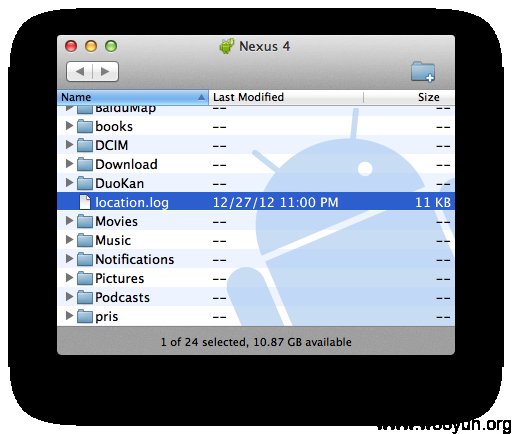 Nexus 4
Name Last Modified Size
BaiduMap --
books -- --
DCIM -- --
Download -- --
DuoKan -- --
location.log 12/27/12 11:00 PM 11 KB
Movies -- --
Music -- --
Notifications -- --
Pictures -- --
Podcasts -- --
pris -- --
1 of 24 selected, 10.87 GB available
www.wooyun.org